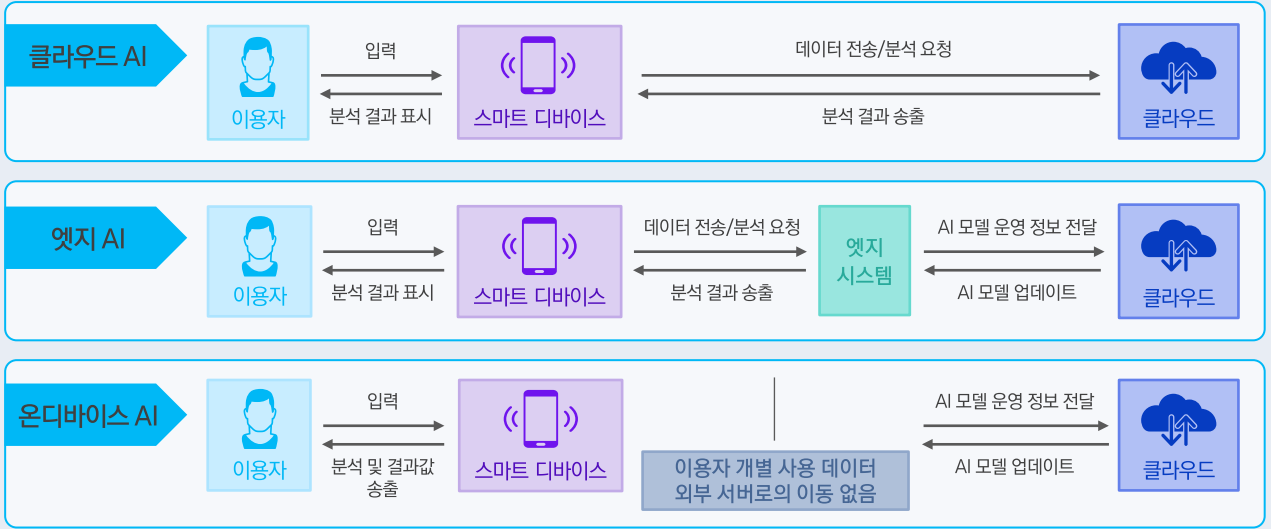 클라우드 AI
이용자
입력
분석 결과 표시
스마트 디바이스
데이터 전송/분석 요청
분석 결과 송출
클라우드
엣지 AI
이용자
입력
분석 결과 표시
스마트 디바이스
데이터 전송/분석 요청
분석 결과 송출
엣지
시스템
AI 모델 운영 정보 전달
AI 모델 업데이트
클라우드
온디바이스 AI
이용자
입력
분석 및 결과값
송출
스마트 디바이스
이용자 개별 사용 데이터
외부 서버로의 이동 없음
AI 모델 운영 정보 전달
AI 모델 업데이트
클라우드